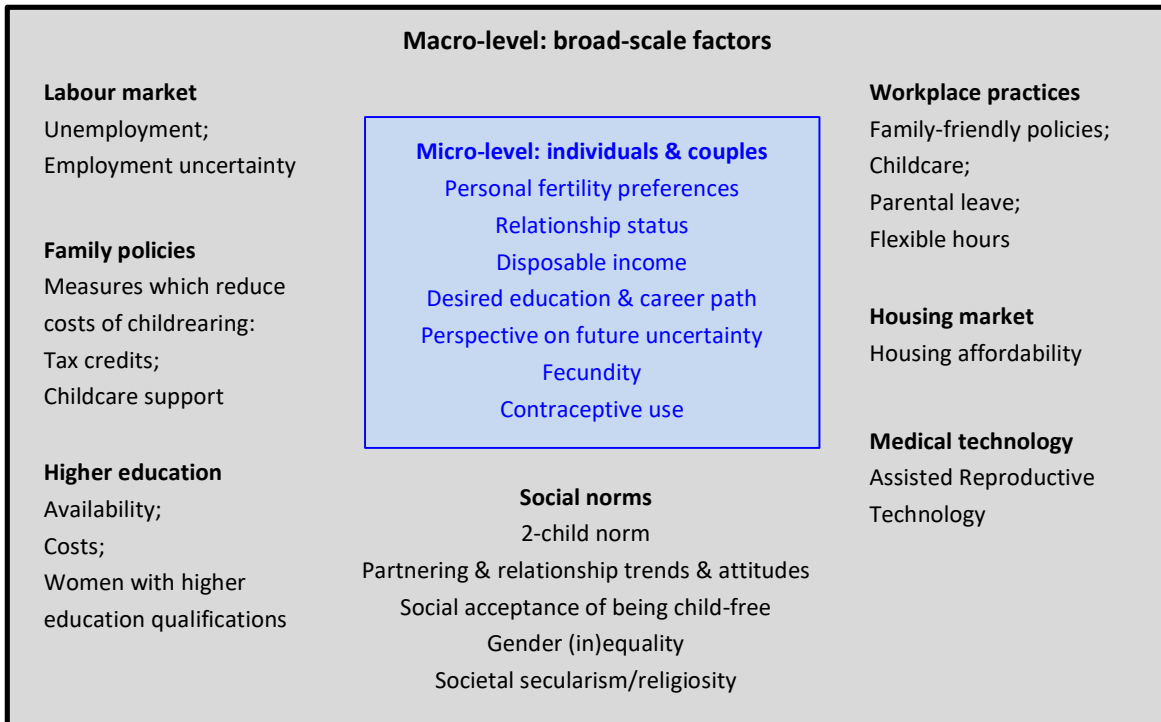 Macro-level: broad-scale factors
Labour market
Unemployment;
Employment uncertainty
Family policies
Measures which reduce
costs of childrearing:
Tax credits;
Childcare support
Higher education
Availability;
Costs;
Women with higher
education qualifications
Micro-level: individuals & couples
Personal fertility preferences
Relationship status
Disposable income
Desired education & career path
Perspective on future uncertainty
Fecundity
Contraceptive use
Social norms
2-child norm
Partnering & relationship trends & attitudes
Social acceptance of being child-free
Gender (in)equality
Societal secularism/religiosity
Workplace practices
Family-friendly policies;
Childcare;
Parental leave;
Flexible hours
Housing market
Housing affordability
Medical technology
Assisted Reproductive
Technology